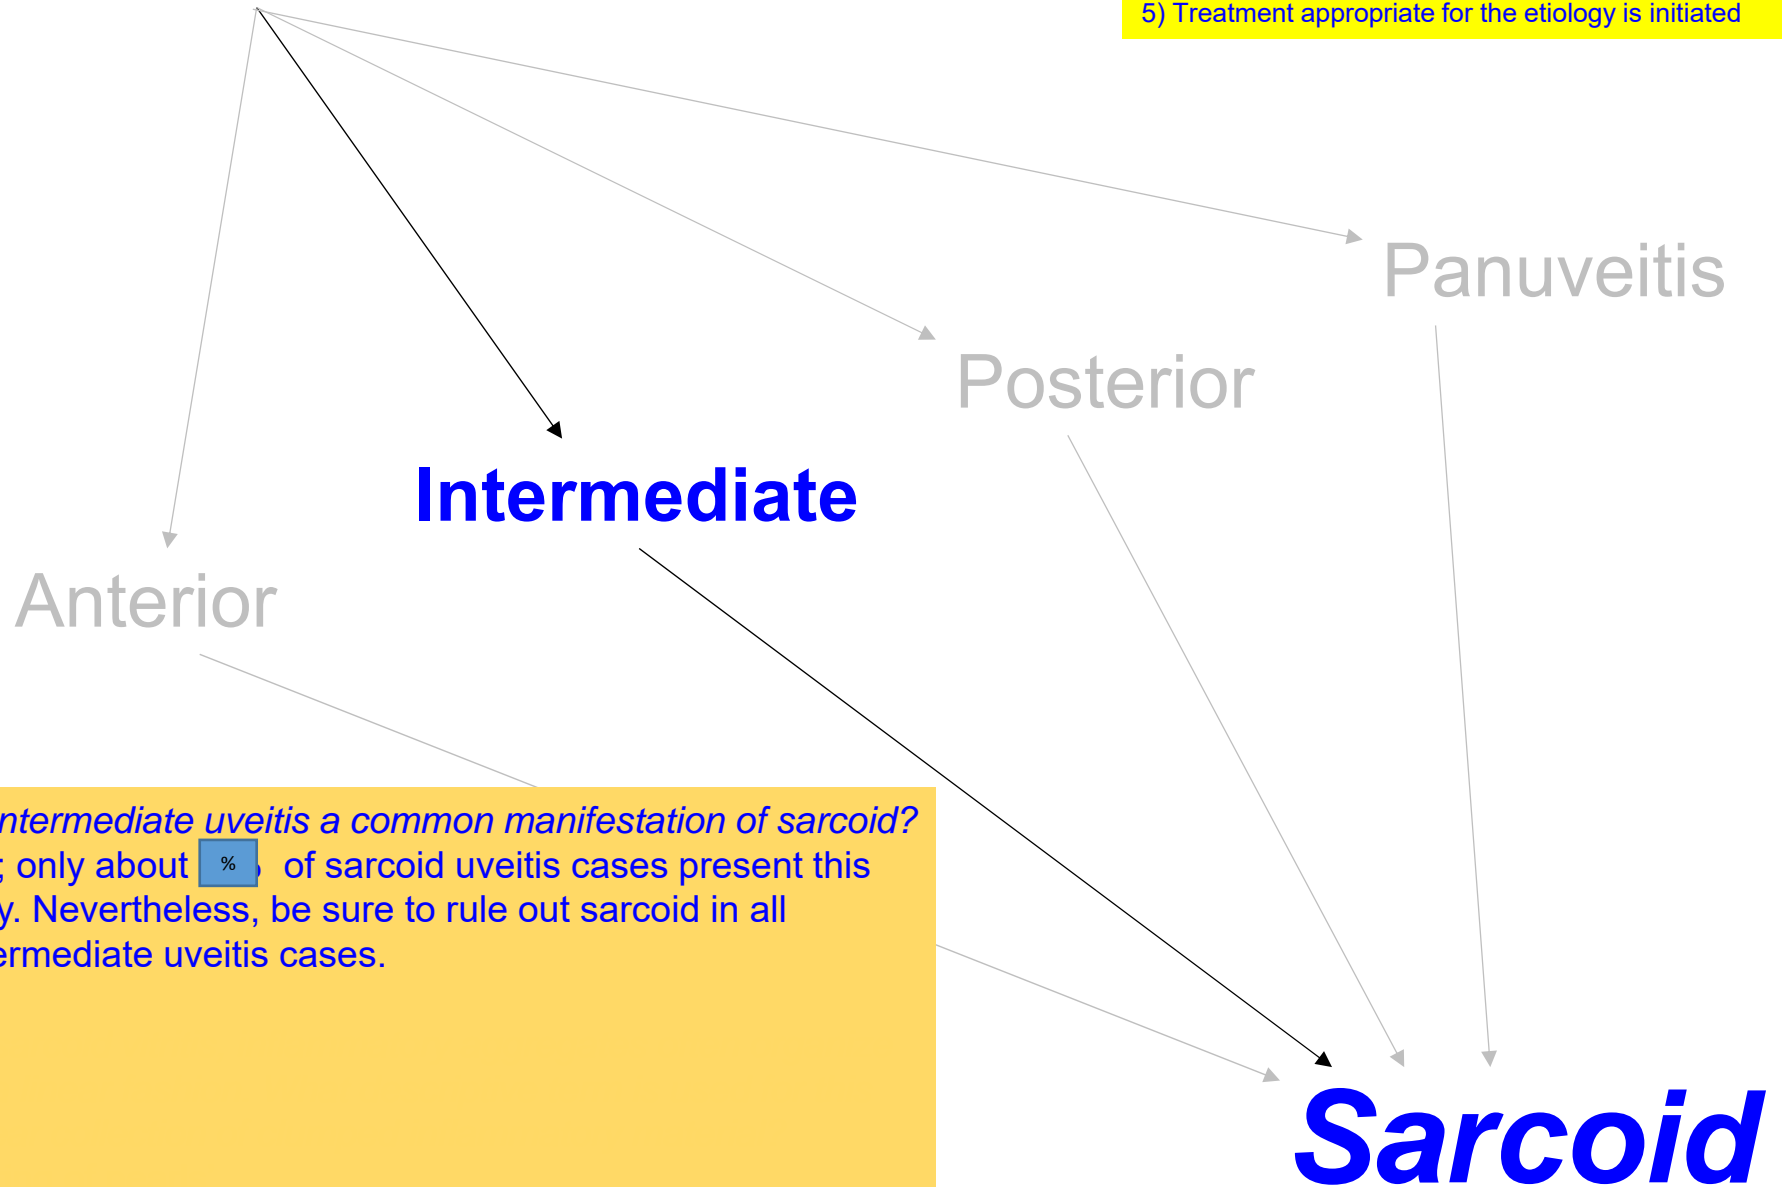 5) Treatment appropriate for the etiology is initiated
Panuveitis
Posterior
Intermediate
Anterior
intermediate uveitis a common manifestation of sarcoid?
; only about % of sarcoid uveitis cases present this
y. Nevertheless, be sure to rule out sarcoid in all
ermediate uveitis cases.
Sarcoid